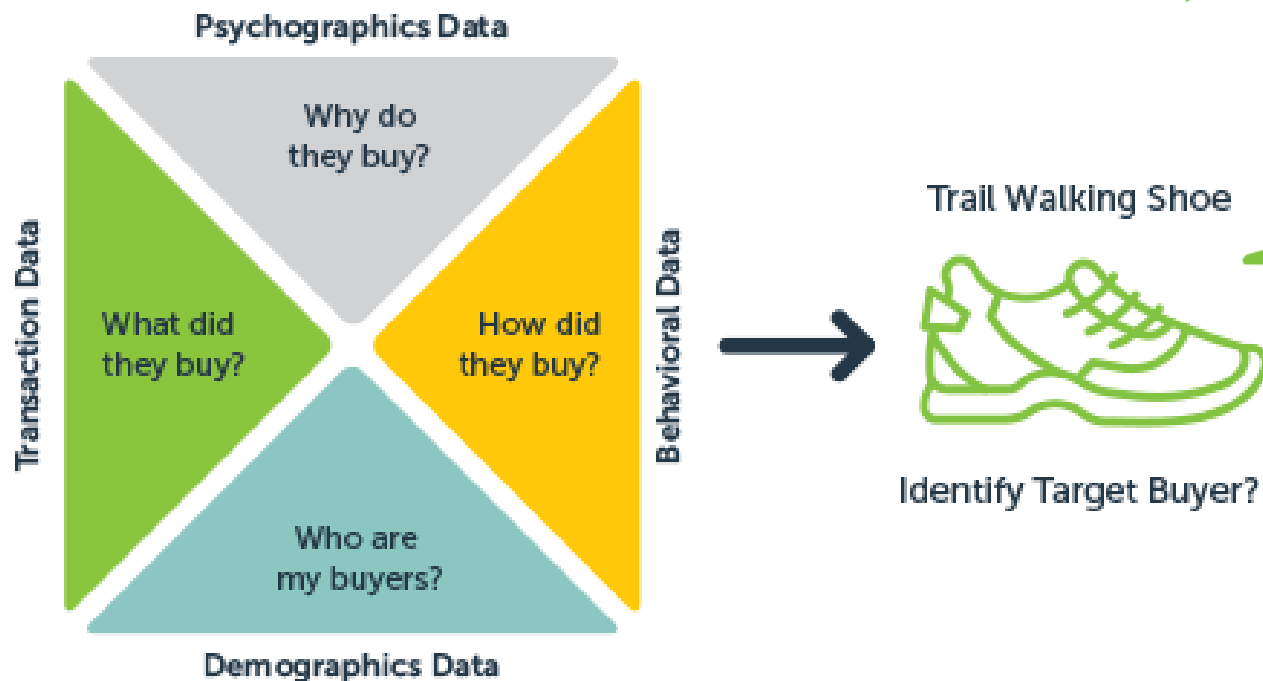 Psychographics Data
Why do
they buy?
Transaction Data
What did
they buy?
How did
they buy?
Behavioral Data
Who are
my buyers?
Demographics Data
Trail Walking Shoe
Identify Target Buyer?